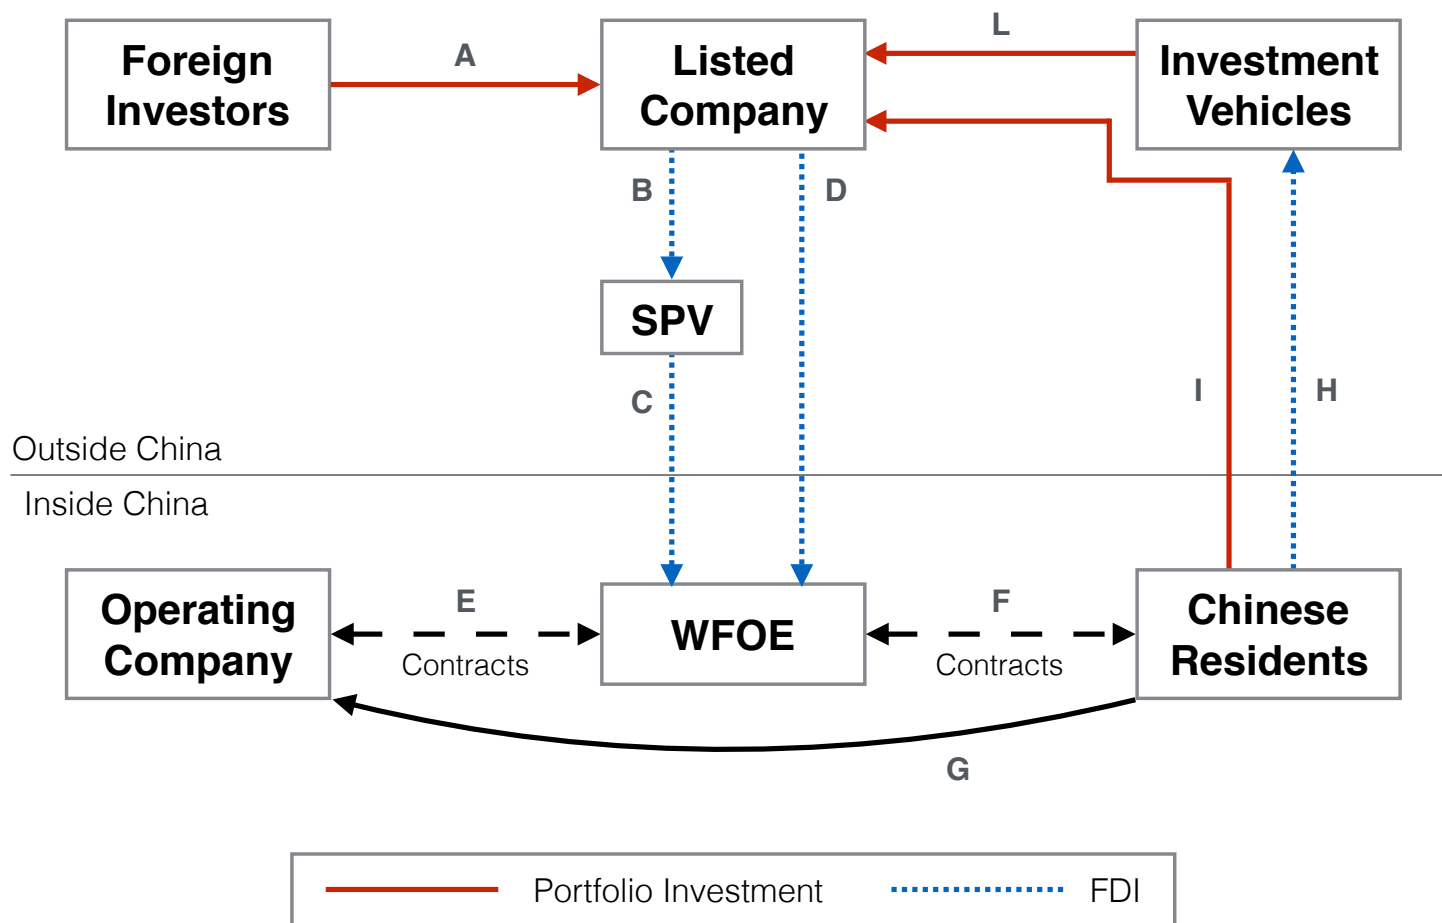 Foreign
Investors
A
Listed
Company
L
Investment
Vehicles
B
D
SPV
C
I
H
Outside China
Inside China
Operating
Company
E
Contracts
WFOE
F
Contracts
Chinese
Residents
G
Portfolio Investment
FDI